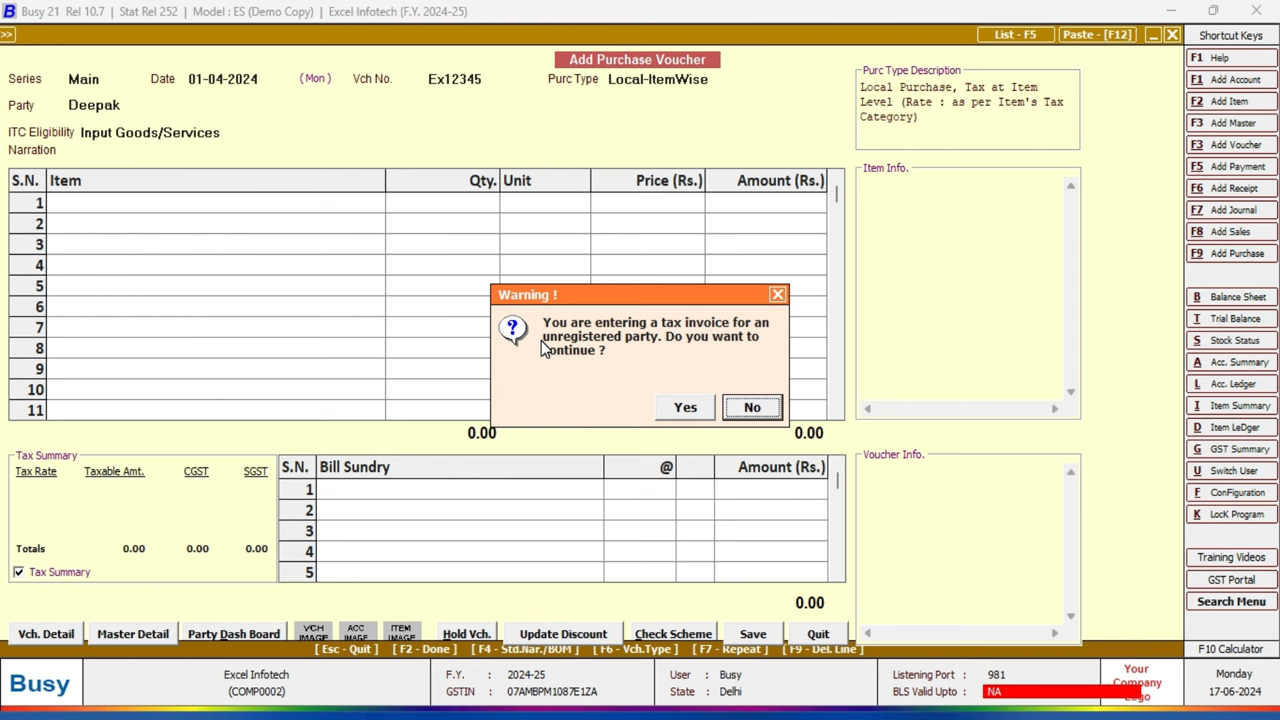 Busy 21 Rel 10.7 | Stat Rel 252 | Model : ES (Demo Copy) | Excel Infotech (F.Y. 2024-25)
>> List - F5 Paste - [F12] Shortcut Keys
Add Purchase Voucher
Series Main Date 01-04-2024 (Mon) Vch No. Ex12345 Purc Type Local-ItemWise
Party Deepak
ITC Eligibility Input Goods/Services
Narration
Purc Type Description
Local Purchase, Tax at Item
Level (Rate : as per Item's Tax
Category)
S.N. Item Qty. Unit Price (Rs.) Amount (Rs.)
1
2
3
4
5
6
7
8
9
10
11
0.00 0.00
Item Info.
Warning !
You are entering a tax invoice for an
unregistered party. Do you want to
continue ?
Yes No
Tax Summary
Tax Rate Taxable Amt. CGST SGST
Totals 0.00 0.00 0.00
Tax Summary
S.N. Bill Sundry @ Amount (Rs.)
1
2
3
4
5
0.00
Voucher Info.
Vch. Detail Master Detail Party Dash Board VCH IMAGE ACC IMAGE ITEM IMAGE Hold Vch. Update Discount Check Scheme Save Quit
[ Esc - Quit ] [ F2 - Done ] [ F4 - Std.Nar./BOM ] [ F6 - Vch.Type ] [ F7 - Repeat ] [ F9 - Del. Line ]
F1 Help
F1 Add Account
F2 Add Item
F3 Add Master
F3 Add Voucher
F5 Add Payment
F6 Add Receipt
F7 Add Journal
F8 Add Sales
F9 Add Purchase
B Balance Sheet
T Trial Balance
S Stock Status
A Acc. Summary
L Acc. Ledger
I Item Summary
D Item LeDger
G GST Summary
U Switch User
F ConFiguration
K LocK Program
Training Videos
GST Portal
Search Menu
F10 Calculator
Busy
Excel Infotech
(COMP0002)
F.Y. : 2024-25
GSTIN : 07AMBPM1087E1ZA
User : Busy
State : Delhi
Listening Port : 981
BLS Valid Upto : NA
Your
Company
Logo
Monday
17-06-2024